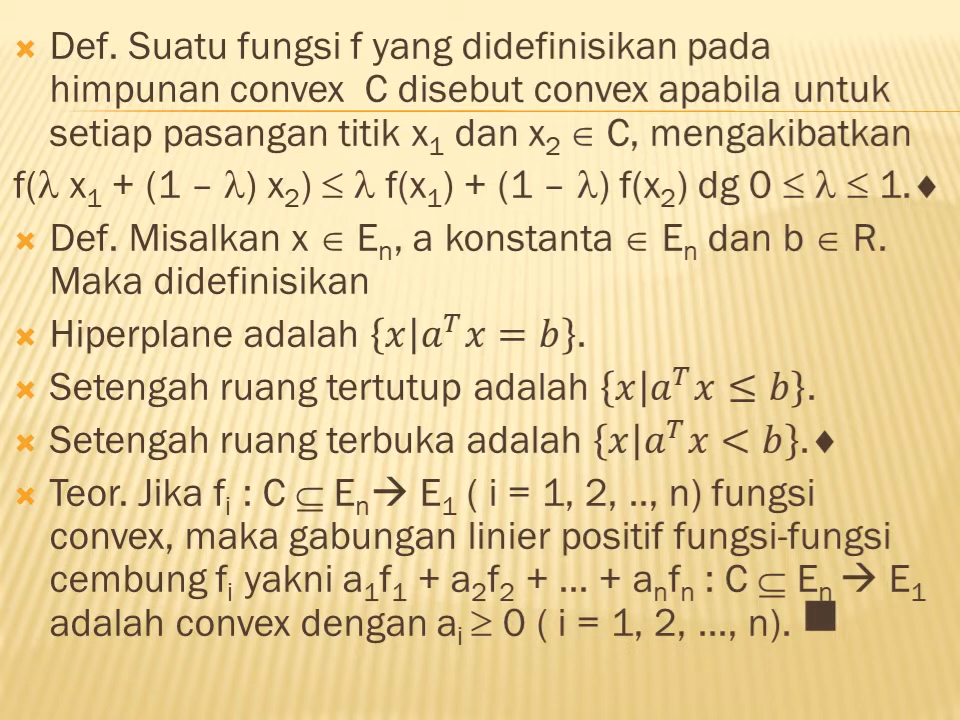 Def. Suatu fungsi f yang didefinisikan pada
himpunan convex C disebut convex apabila untuk
setiap pasangan titik x₁ dan x₂ ∈ C, mengakibatkan
f(λ x₁ + (1 – λ) x₂) ≤ λ f(x₁) + (1 – λ) f(x₂) dg 0 ≤ λ ≤ 1.♦
Def. Misalkan x ∈ Eₙ, a konstanta ∈ Eₙ dan b ∈ R.
Maka didefinisikan
Hiperplane adalah {𝑥|𝑎ᵀ𝑥 = 𝑏}.
Setengah ruang tertutup adalah {𝑥|𝑎ᵀ𝑥 ≤ 𝑏}.
Setengah ruang terbuka adalah {𝑥|𝑎ᵀ𝑥 < 𝑏}.♦
Teor. Jika fᵢ : C ⊆ Eₙ→ E₁ ( i = 1, 2, .., n) fungsi
convex, maka gabungan linier positif fungsi-fungsi
cembung fᵢ yakni a₁f₁ + a₂f₂ + ... + aₙfₙ : C ⊆ Eₙ → E₁
adalah convex dengan aᵢ ≥ 0 ( i = 1, 2, ..., n). ■